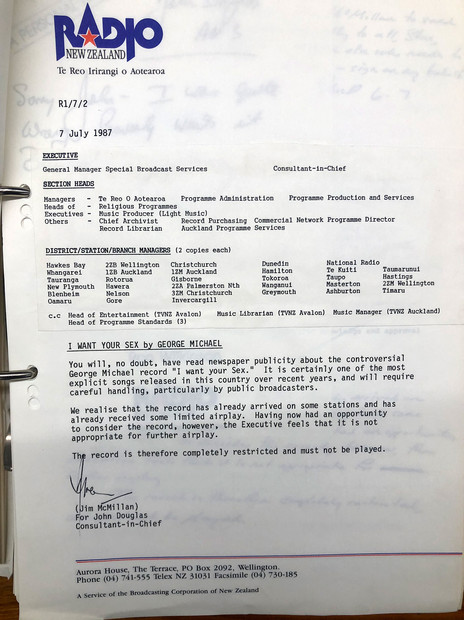 RADIO
NEW ZEALAND
Te Reo Irirangi o Aotearoa
R1/7/2
7 July 1987
EXECUTIVE
General Manager Special Broadcast Services Consultant-in-Chief
SECTION HEADS
Managers - Te Reo O Aotearoa Programme Administration Programme Production and Services
Heads of - Religious Programmes
Executives - Music Producer (Light Music)
Others - Chief Archivist Record Purchasing Commercial Network Programme Director
Record Librarian Auckland Programme Services
DISTRICT/STATION/BRANCH MANAGERS (2 copies each)
Hawkes Bay 2ZB Wellington Christchurch Dunedin National Radio
Whangarei 1ZB Auckland 1ZM Auckland Hamilton Te Kuiti Taumarunui
Tauranga Rotorua Gisborne Tokoroa Taupo Hastings
New Plymouth Hawera 2ZA Palmerston Nth Wanganui Masterton 2ZM Wellington
Blenheim Nelson 3ZM Christchurch Greymouth Ashburton Timaru
Oamaru Gore Invercargill
c.c Head of Entertainment (TVNZ Avalon) Music Librarian (TVNZ Avalon) Music Manager (TVNZ Auckland)
Head of Programme Standards (3)
I WANT YOUR SEX by GEORGE MICHAEL
You will, no doubt, have read newspaper publicity about the controversial
George Michael record "I want your Sex." It is certainly one of the most
explicit songs released in this country over recent years, and will require
careful handling, particularly by public broadcasters.
We realise that the record has already arrived on some stations and has
already received some limited airplay. Having now had an opportunity
to consider the record, however, the Executive feels that it is not
appropriate for further airplay.
The record is therefore completely restricted and must not be played.
(Jim McMillan)
For John Douglas
Consultant-in-Chief
Aurora House, The Terrace, PO Box 2092, Wellington.
Phone (04) 741-555 Telex NZ 31031 Facsimile (04) 730-185
A Service of the Broadcasting Corporation of New Zealand